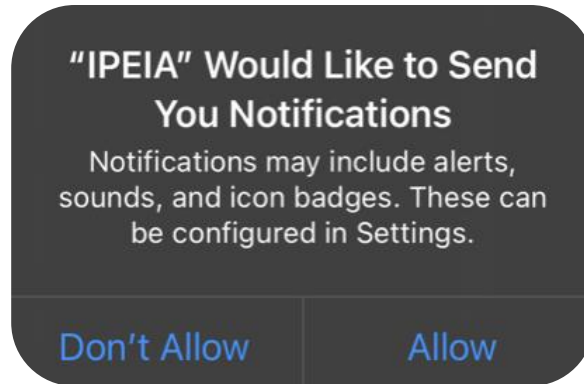 “IPEIA” Would Like to Send
You Notifications
Notifications may include alerts,
sounds, and icon badges. These can
be configured in Settings.
Don’t Allow
Allow